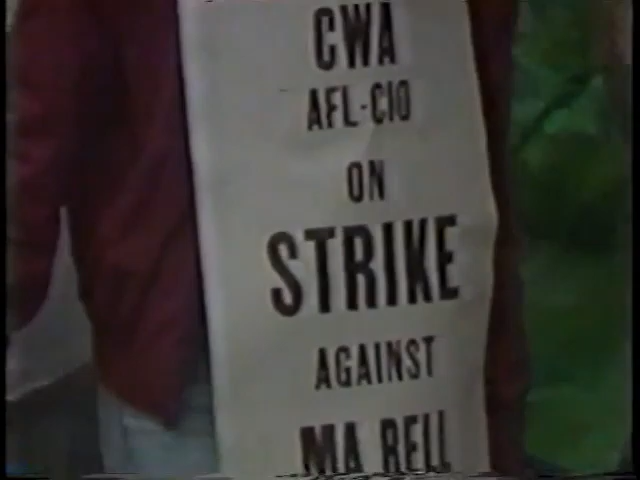 CWA
AFL-CIO
ON
STRIKE
AGAINST
MA BELL